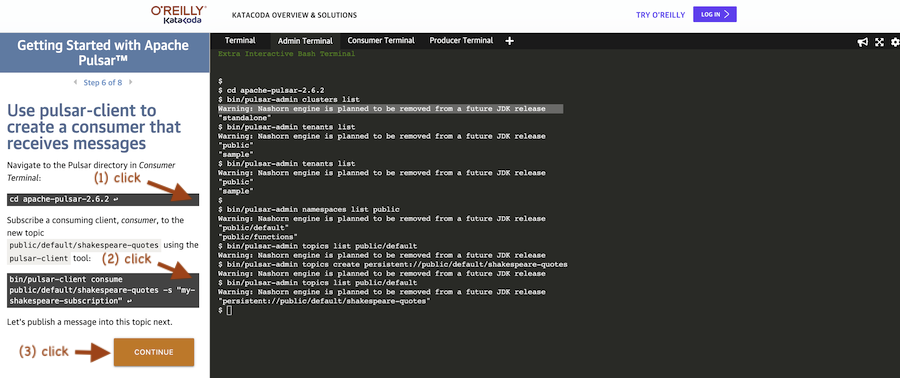 O'REILLY®
Katacoda
KATACODA OVERVIEW & SOLUTIONS
TRY O'REILLY
LOG IN
Getting Started with Apache
Pulsar™
Step 6 of 8
Use pulsar-client to
create a consumer that
receives messages
Navigate to the Pulsar directory in Consumer
Terminal:
(1) click
cd apache-pulsar-2.6.2 ↩
Subscribe a consuming client, consumer, to the
new topic
public/default/shakespeare-quotes using the
pulsar-client tool:
(2) click
bin/pulsar-client consume
public/default/shakespeare-quotes -s "my-
shakespeare-subscription" ↩
Let's publish a message into this topic next.
(3) click
CONTINUE
Terminal
Admin Terminal
Consumer Terminal
Producer Terminal
Extra Interactive Bash Terminal
$
$ cd apache-pulsar-2.6.2
$ bin/pulsar-admin clusters list
Warning: Nashorn engine is planned to be removed from a future JDK release
"standalone"
$ bin/pulsar-admin tenants list
Warning: Nashorn engine is planned to be removed from a future JDK release
"public"
"sample"
$ bin/pulsar-admin tenants list
Warning: Nashorn engine is planned to be removed from a future JDK release
"public"
"sample"
$
$ bin/pulsar-admin namespaces list public
Warning: Nashorn engine is planned to be removed from a future JDK release
"public/default"
"public/functions"
$ bin/pulsar-admin topics list public/default
Warning: Nashorn engine is planned to be removed from a future JDK release
$ bin/pulsar-admin topics create persistent://public/default/shakespeare-quotes
Warning: Nashorn engine is planned to be removed from a future JDK release
$ bin/pulsar-admin topics list public/default
Warning: Nashorn engine is planned to be removed from a future JDK release
"persistent://public/default/shakespeare-quotes"
$